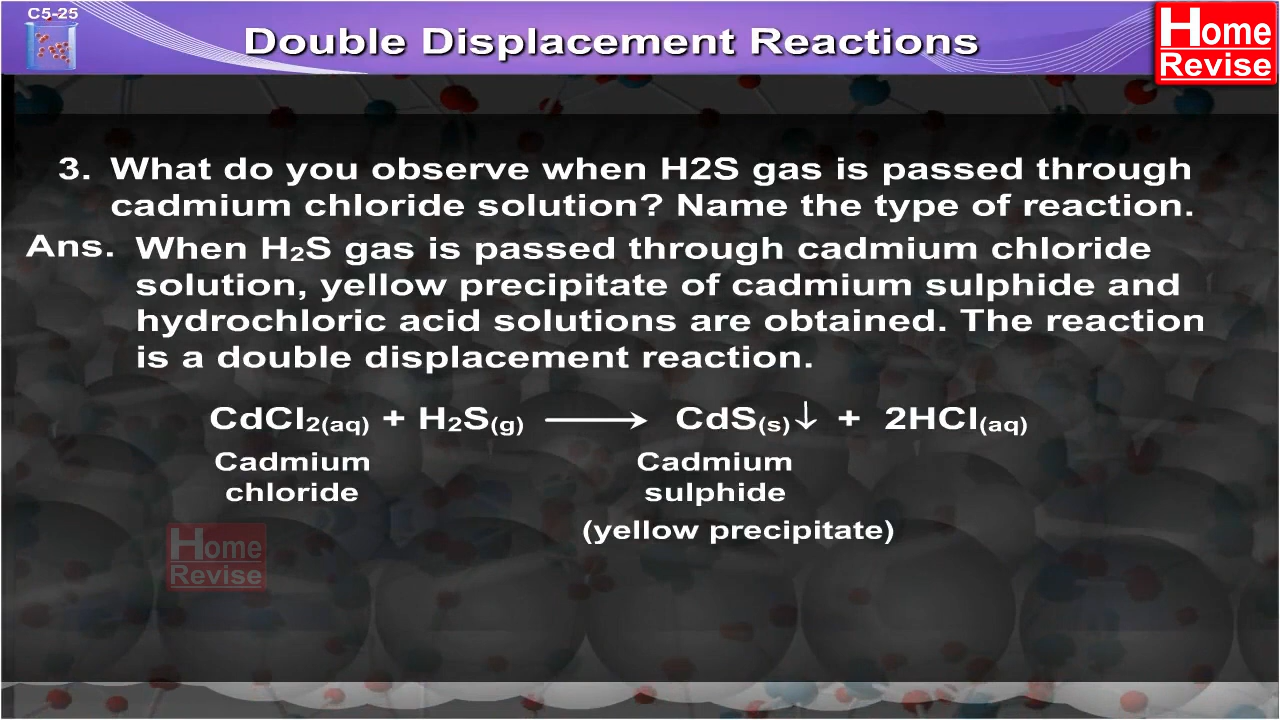 C5-25
Double Displacement Reactions
Home
Revise
3. What do you observe when H2S gas is passed through
cadmium chloride solution? Name the type of reaction.
Ans. When H₂S gas is passed through cadmium chloride
solution, yellow precipitate of cadmium sulphide and
hydrochloric acid solutions are obtained. The reaction
is a double displacement reaction.
CdCl₂(aq) + H₂S(g) ⟶ CdS(s)↓ + 2HCl(aq)
Cadmium Cadmium
chloride sulphide
(yellow precipitate)
Home
Revise